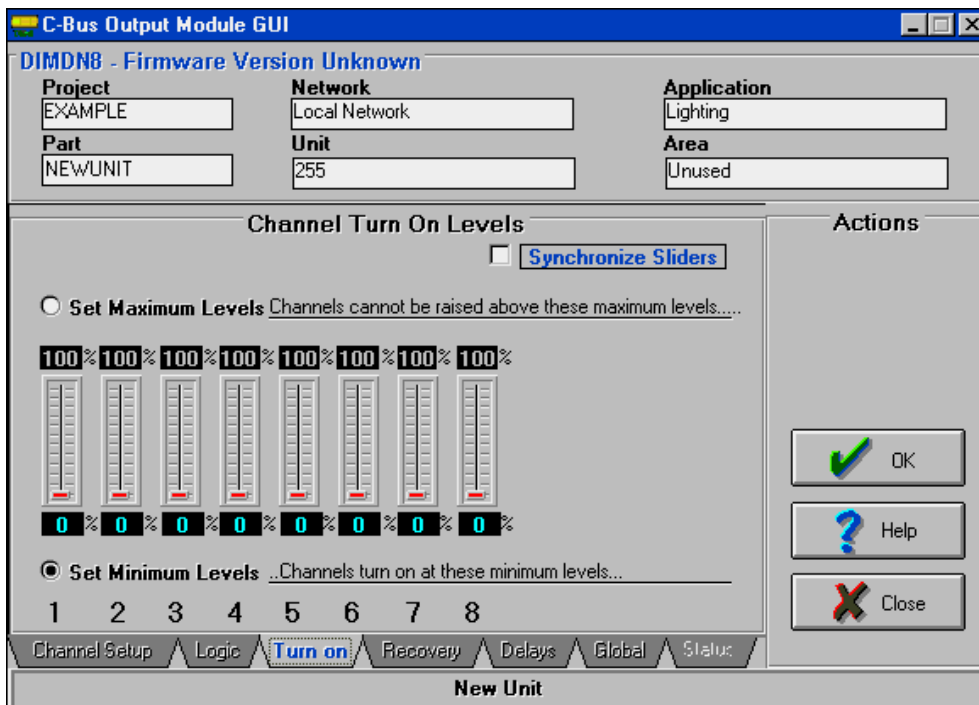 C-Bus Output Module GUI
DIMDN8 - Firmware Version Unknown
Project Network Application
EXAMPLE Local Network Lighting
Part Unit Area
NEWUNIT 255 Unused
Channel Turn On Levels
Actions
Synchronize Sliders
Set Maximum Levels Channels cannot be raised above these maximum levels.....
100 % 100 % 100 % 100 % 100 % 100 % 100 % 100 %
0 % 0 % 0 % 0 % 0 % 0 % 0 % 0 %
Set Minimum Levels ..Channels turn on at these minimum levels...
1 2 3 4 5 6 7 8
OK
Help
Close
Channel Setup Logic Turn on Recovery Delays Global Status
New Unit